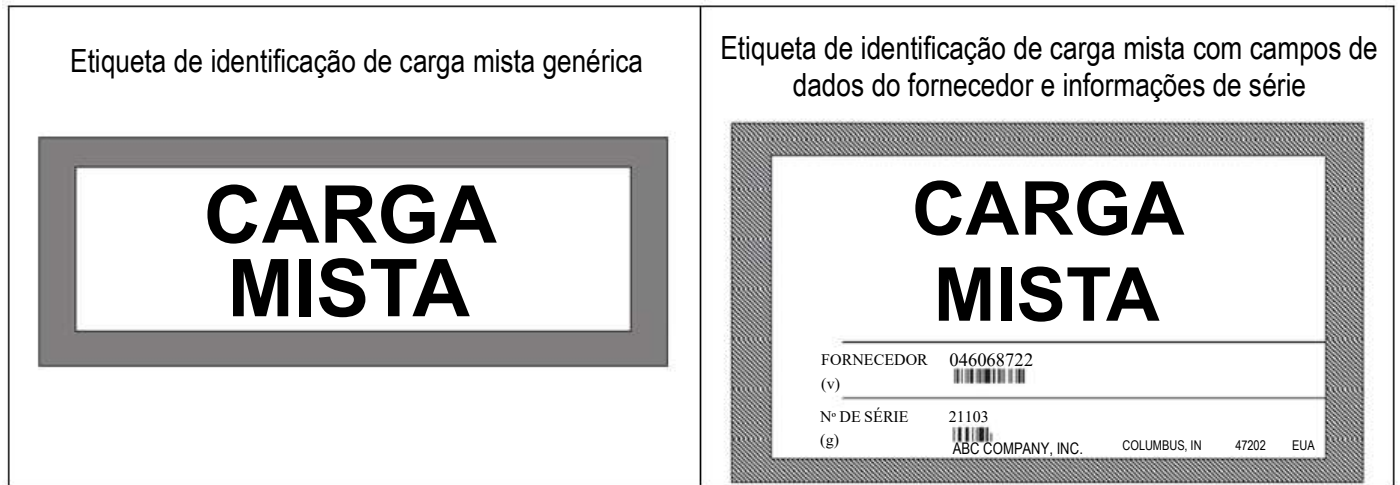 Etiqueta de identificação de carga mista genérica
CARGA
MISTA
Etiqueta de identificação de carga mista com campos de
dados do fornecedor e informações de série
CARGA
MISTA
FORNECEDOR 046068722
(v)
Nº DE SÉRIE 21103
(g)
ABC COMPANY, INC. COLUMBUS, IN 47202 EUA